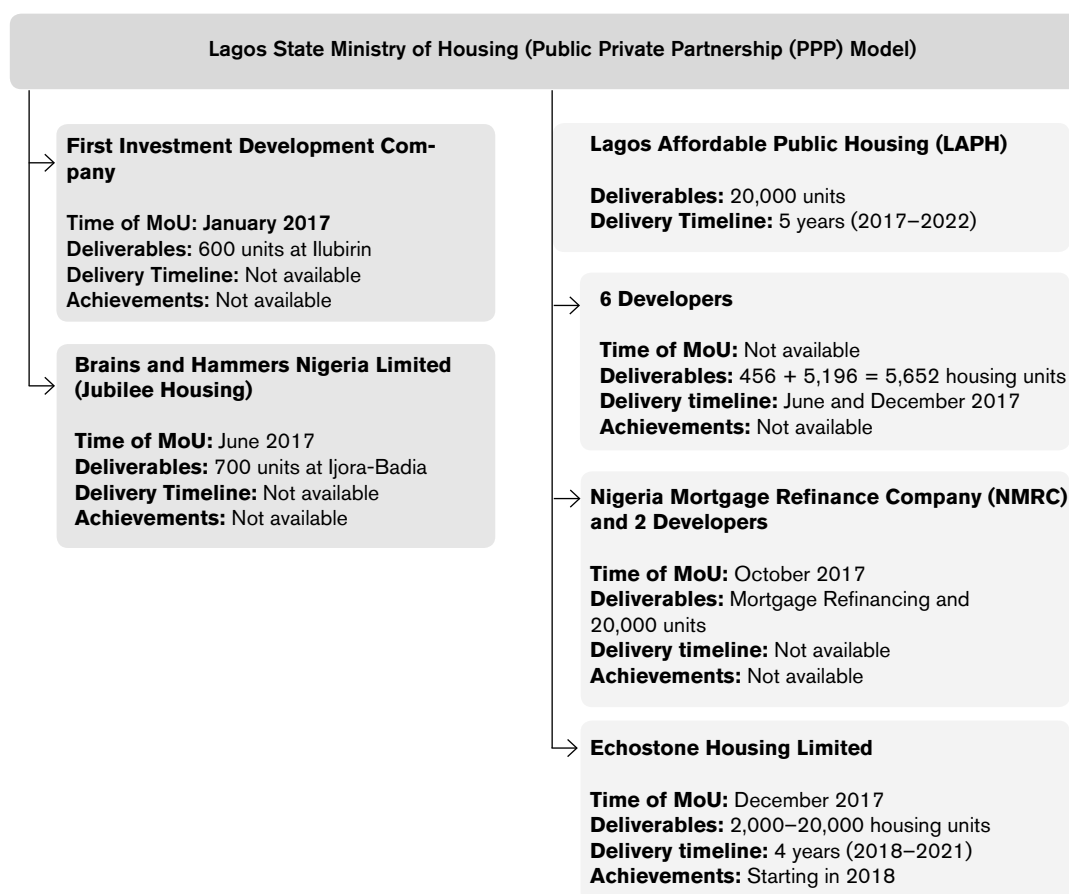 Lagos State Ministry of Housing (Public Private Partnership (PPP) Model)
First Investment Development Com-
pany
Time of MoU: January 2017
Deliverables: 600 units at Ilubirin
Delivery Timeline: Not available
Achievements: Not available
Brains and Hammers Nigeria Limited
(Jubilee Housing)
Time of MoU: June 2017
Deliverables: 700 units at Ijora-Badia
Delivery Timeline: Not available
Achievements: Not available
Lagos Affordable Public Housing (LAPH)
Deliverables: 20,000 units
Delivery Timeline: 5 years (2017–2022)
6 Developers
Time of MoU: Not available
Deliverables: 456 + 5,196 = 5,652 housing units
Delivery timeline: June and December 2017
Achievements: Not available
Nigeria Mortgage Refinance Company (NMRC)
and 2 Developers
Time of MoU: October 2017
Deliverables: Mortgage Refinancing and
20,000 units
Delivery timeline: Not available
Achievements: Not available
Echostone Housing Limited
Time of MoU: December 2017
Deliverables: 2,000–20,000 housing units
Delivery timeline: 4 years (2018–2021)
Achievements: Starting in 2018